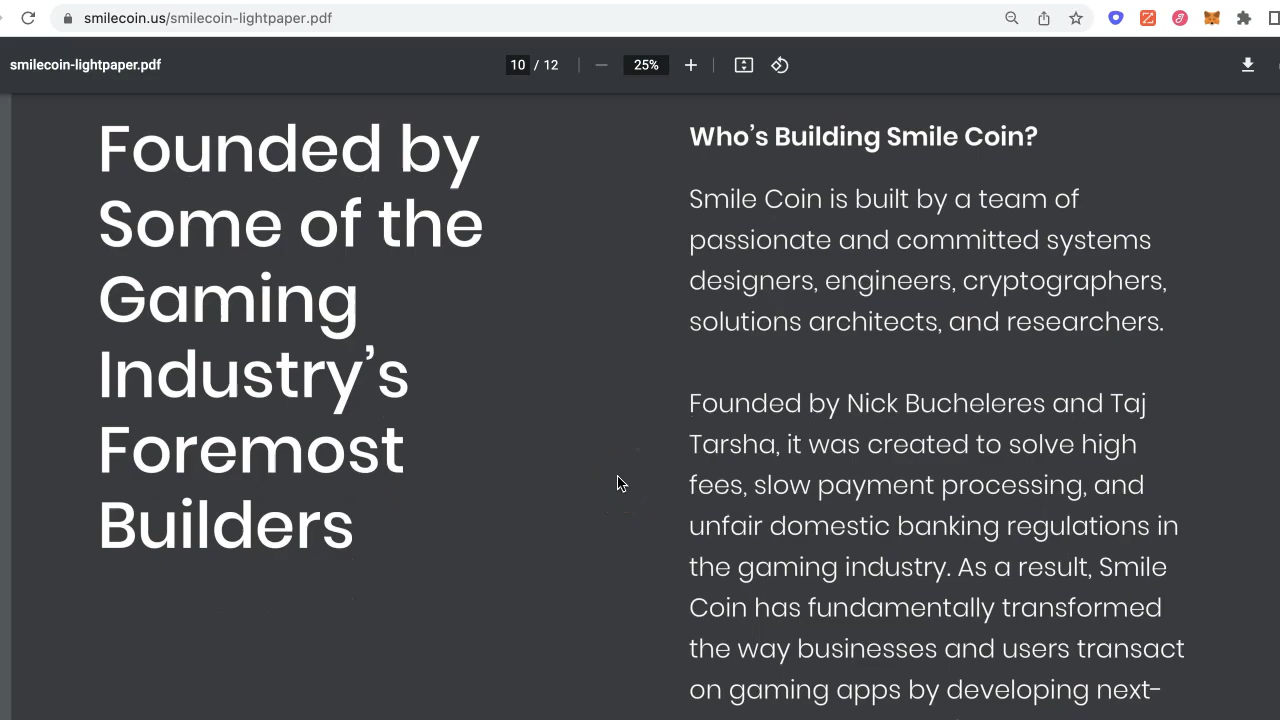 smilecoin.us/smilecoin-lightpaper.pdf
smilecoin-lightpaper.pdf
10 / 12
25%
Founded by
Some of the
Gaming
Industry’s
Foremost
Builders
Who’s Building Smile Coin?
Smile Coin is built by a team of
passionate and committed systems
designers, engineers, cryptographers,
solutions architects, and researchers.
Founded by Nick Bucheleres and Taj
Tarsha, it was created to solve high
fees, slow payment processing, and
unfair domestic banking regulations in
the gaming industry. As a result, Smile
Coin has fundamentally transformed
the way businesses and users transact
on gaming apps by developing next-